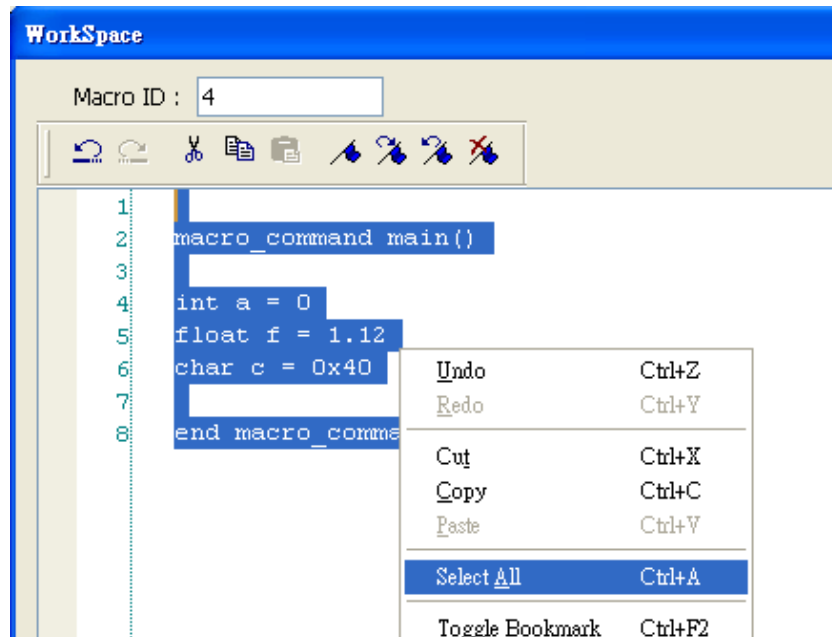 WorkSpace
Macro ID : 4
1
2 macro_command main()
3
4 int a = 0
5 float f = 1.12
6 char c = 0x40
7
8 end macro_comma
Undo Ctrl+Z
Redo Ctrl+Y
Cut Ctrl+X
Copy Ctrl+C
Paste Ctrl+V
Select All Ctrl+A
Toggle Bookmark Ctrl+F2